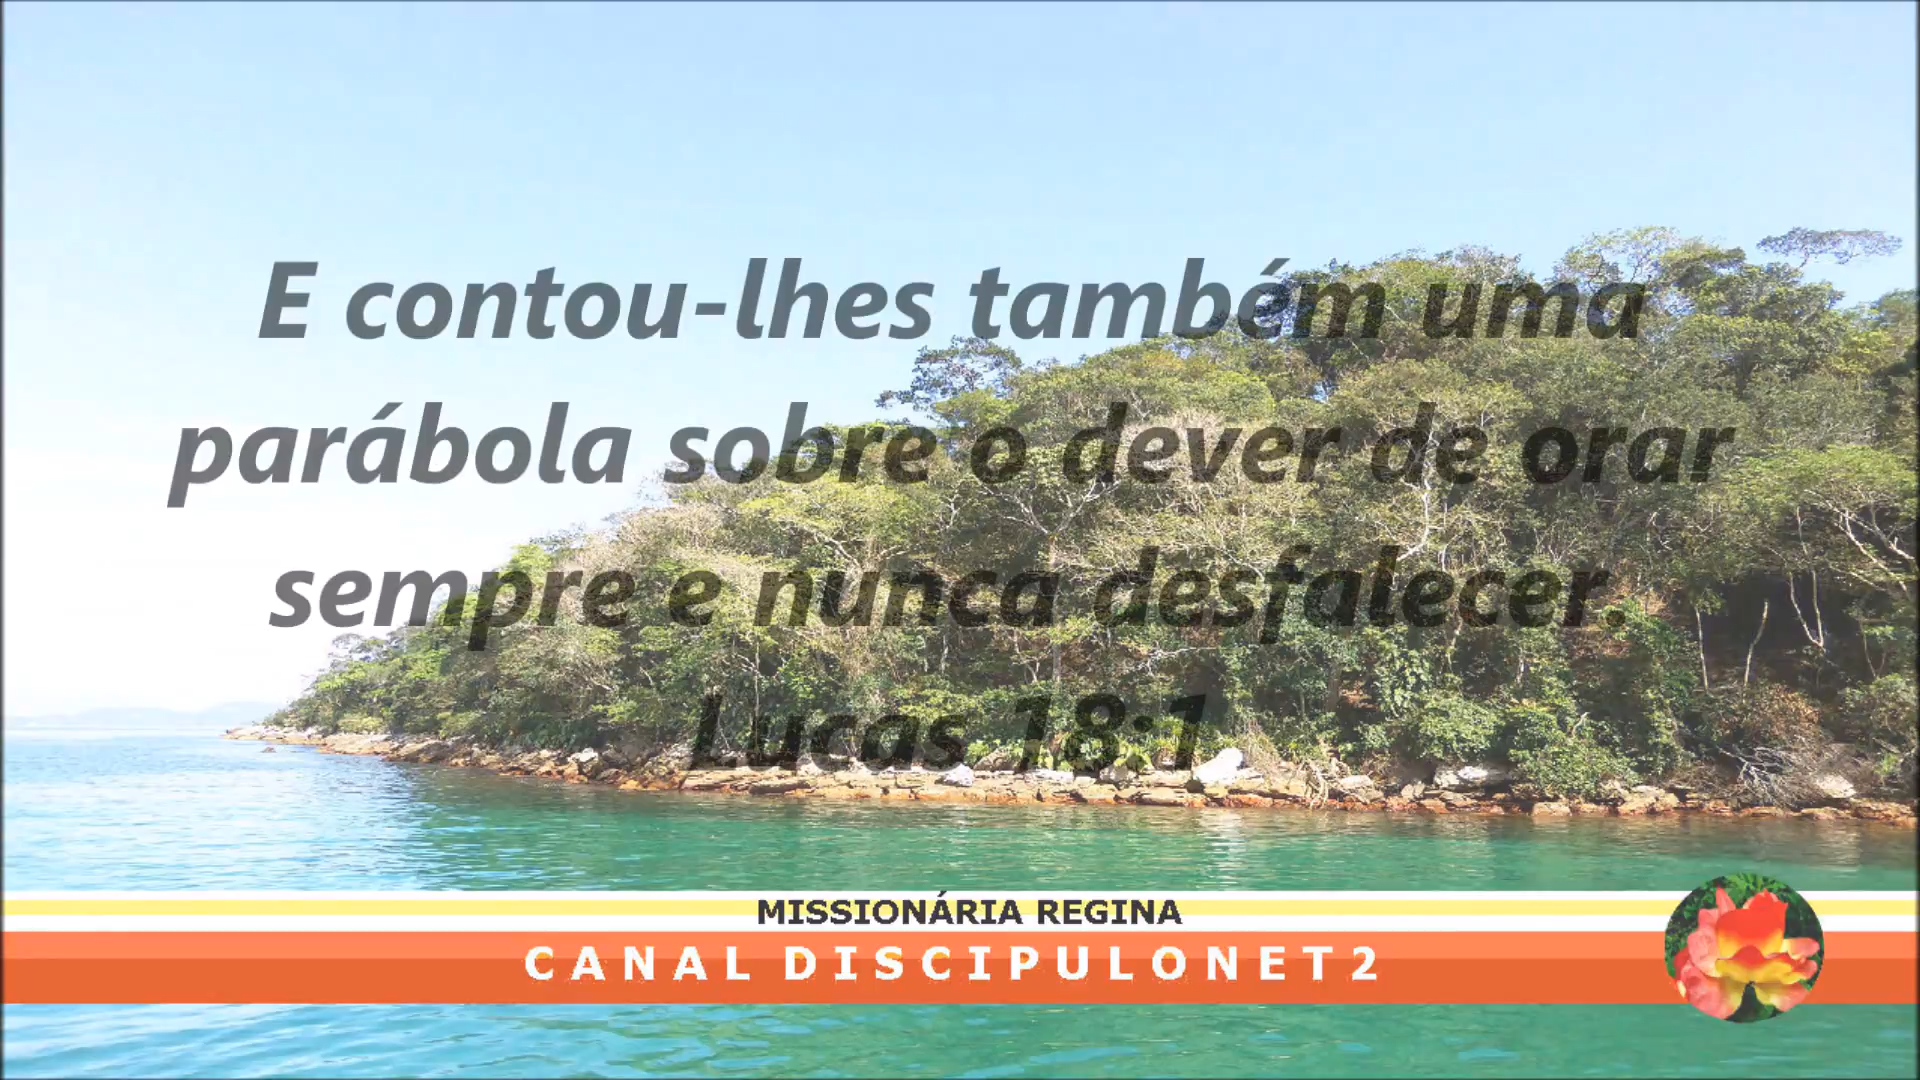 E contou-lhes também uma
parábola sobre o dever de orar
sempre e nunca desfalecer.
Lucas 18:1
MISSIONÁRIA REGINA
CANAL DISCIPULONET2